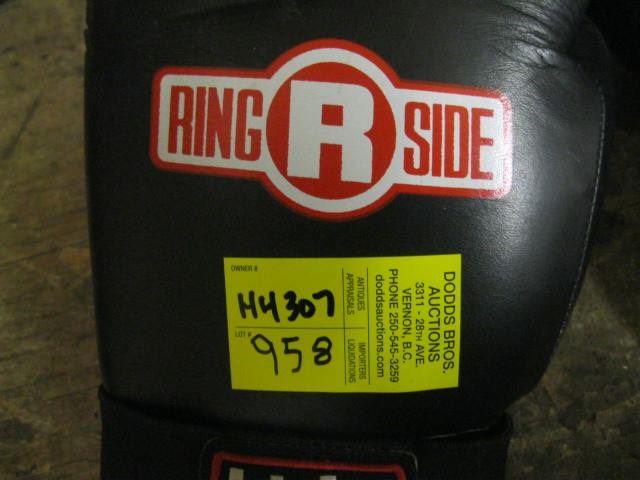 RING R SIDE
OWNER #
H4307
LOT #
958
ANTIQUES
APPRAISALS
IMPORTERS
LIQUIDATIONS
DODDS BROS.
AUCTIONS
3311 - 28TH AVE.
VERNON, B.C.
PHONE 250-545-3259
doddsauctions.com